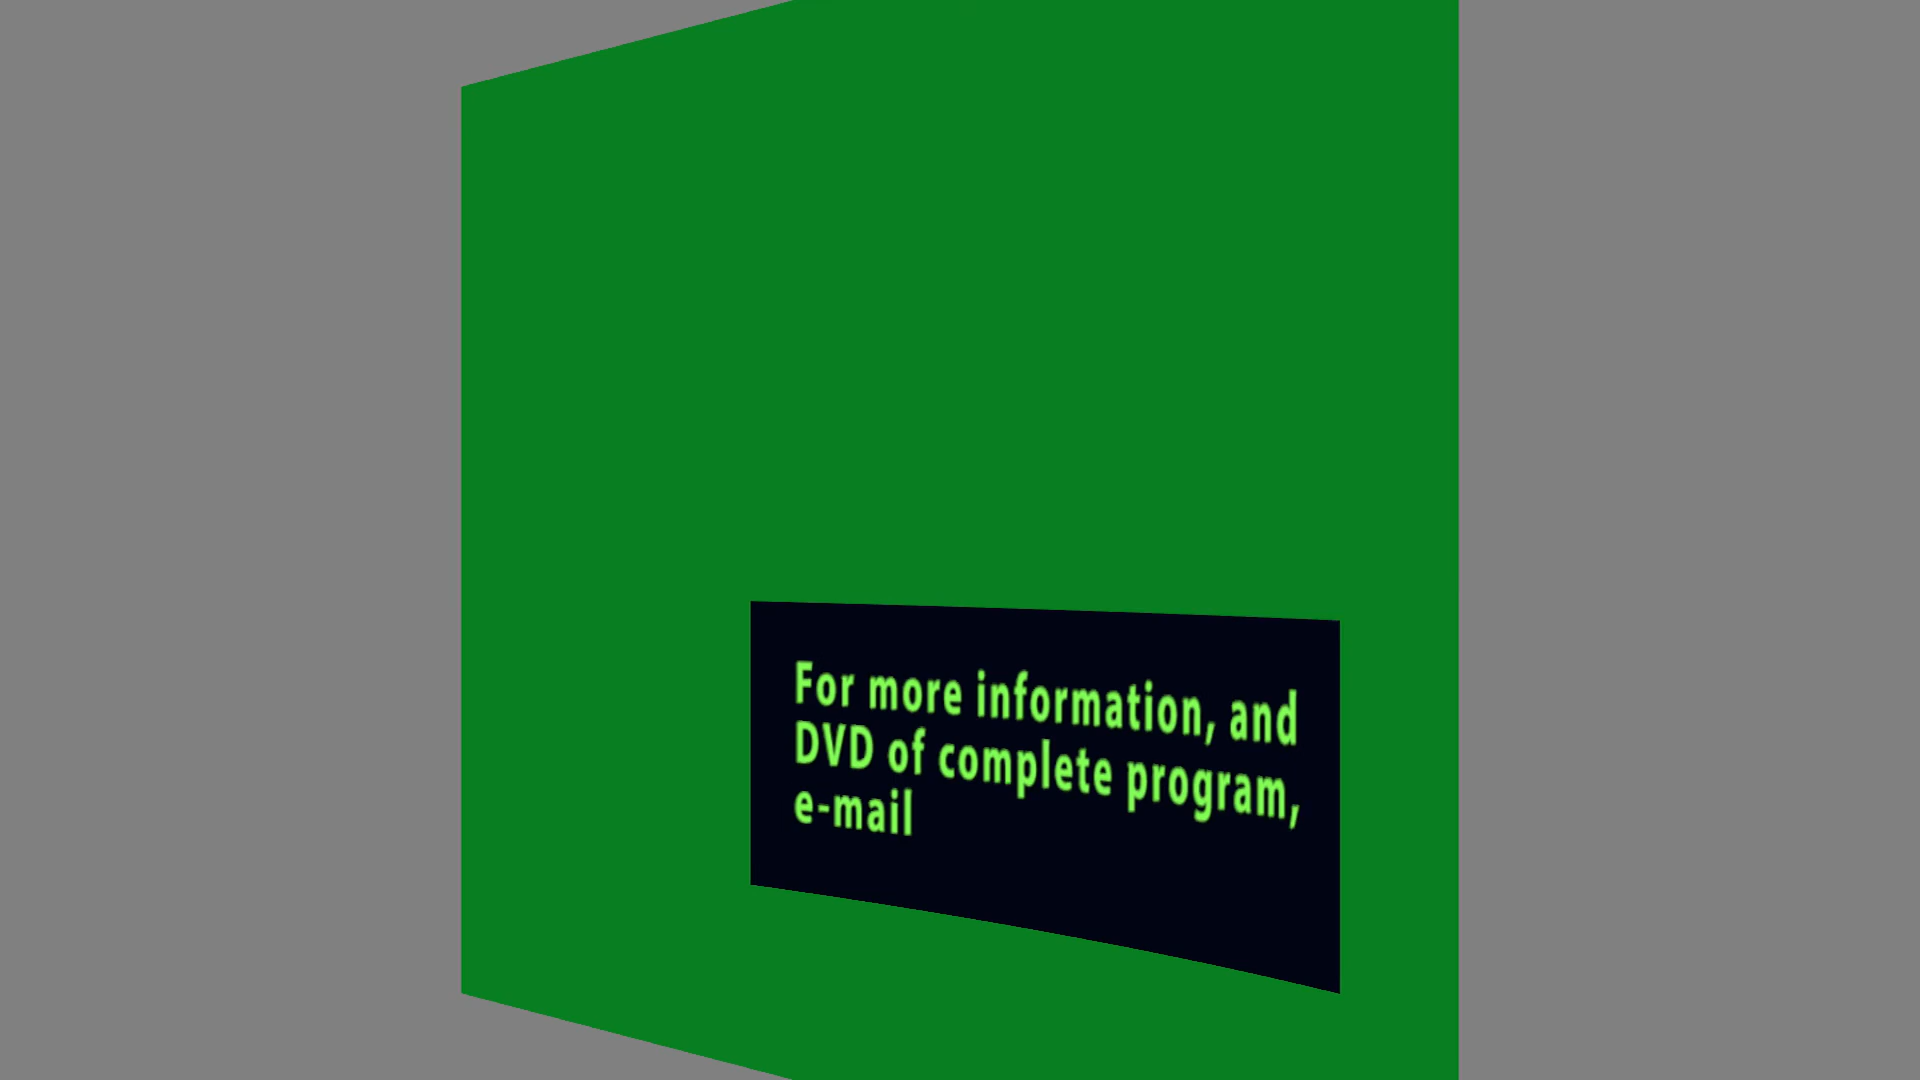 For more information, and
DVD of complete program,
e-mail